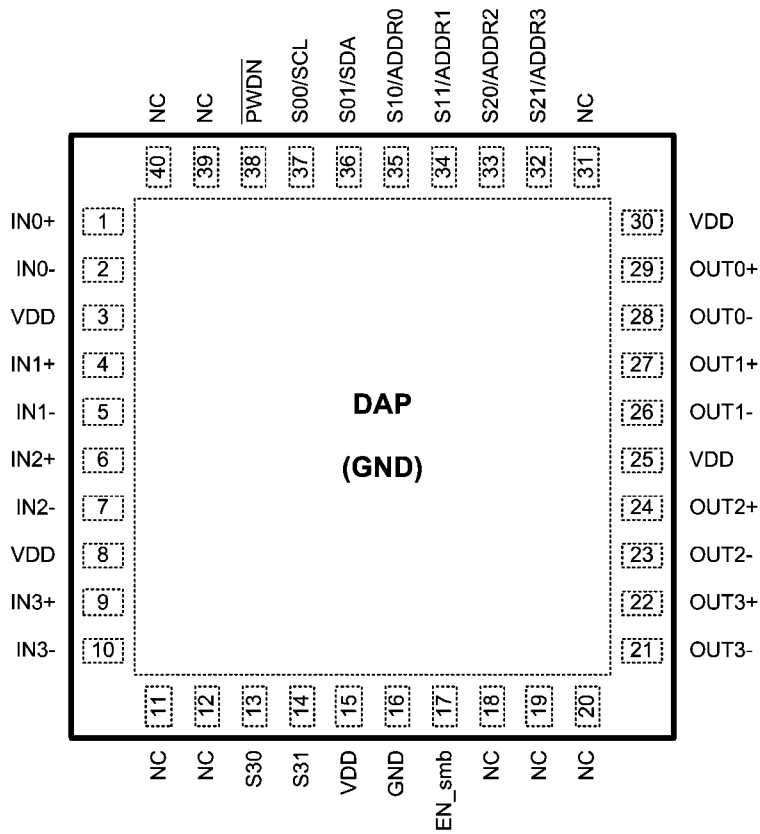 NC
NC
PWDN
S00/SCL
S01/SDA
S10/ADDR0
S11/ADDR1
S20/ADDR2
S21/ADDR3
NC
40
39
38
37
36
35
34
33
32
31
IN0+ 1
30 VDD
IN0- 2
29 OUT0+
VDD 3
28 OUT0-
IN1+ 4
27 OUT1+
IN1- 5
26 OUT1-
IN2+ 6
25 VDD
IN2- 7
24 OUT2+
VDD 8
23 OUT2-
IN3+ 9
22 OUT3+
IN3- 10
21 OUT3-
DAP
(GND)
11
12
13
14
15
16
17
18
19
20
NC
NC
S30
S31
VDD
GND
EN_smb
NC
NC
NC